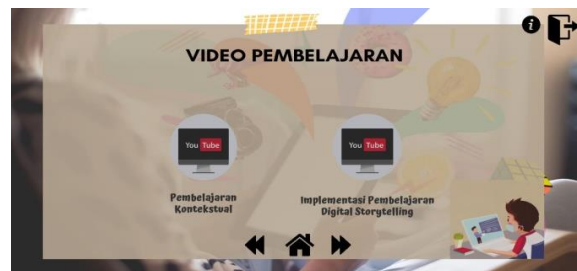 VIDEO PEMBELAJARAN
You Tube
You Tube
Pembelajaran
Kontekstual
Implementasi Pembelajaran
Digital Storytelling